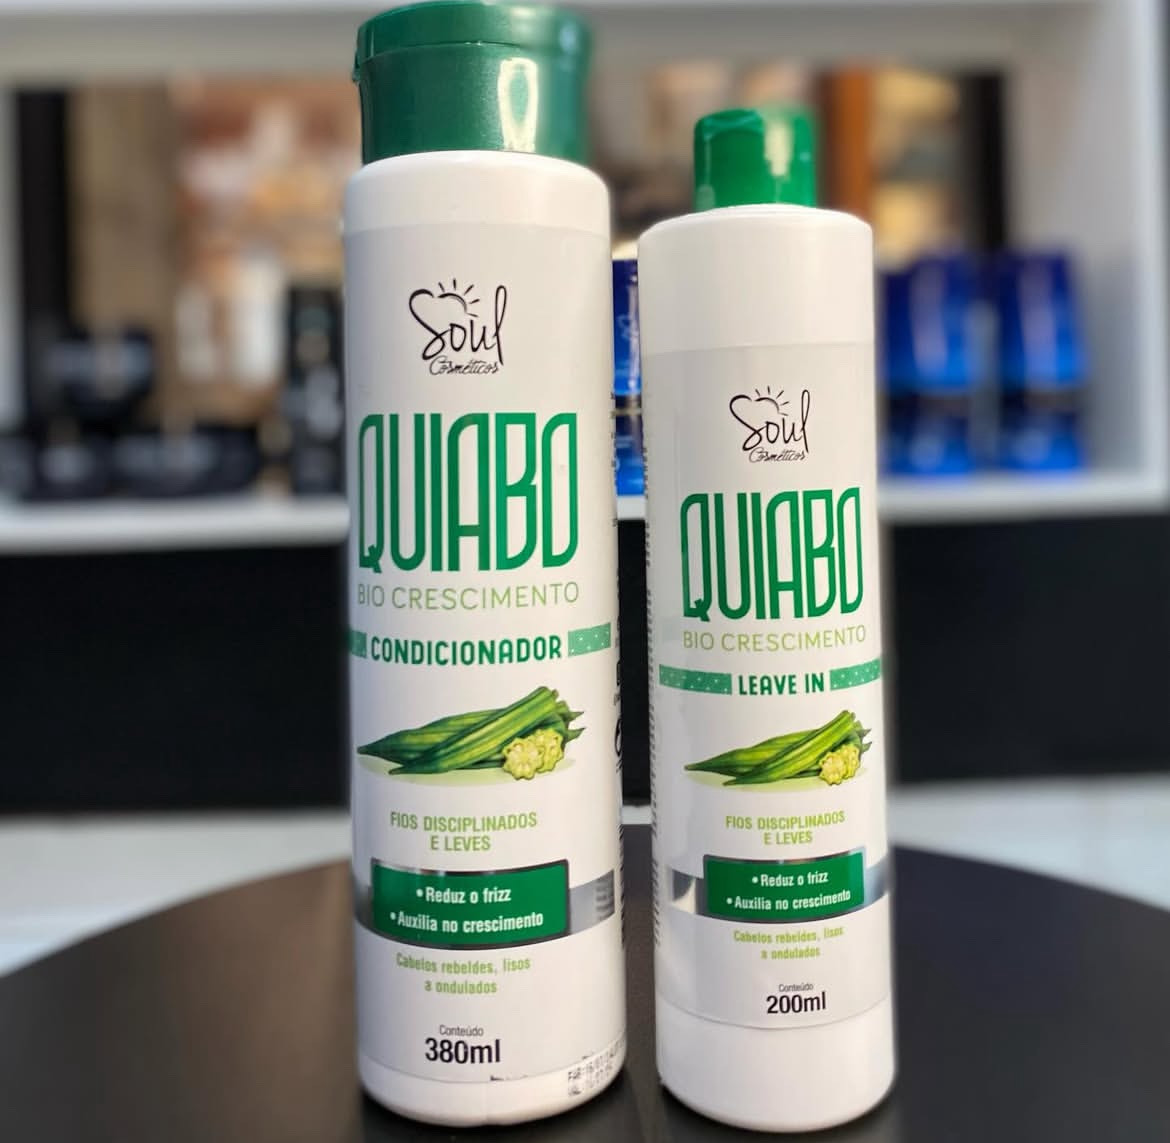 Soul
Cosméticos
QUIABO
BIO CRESCIMENTO
CONDICIONADOR
FIOS DISCIPLINADOS
E LEVES
• Reduz o frizz
• Auxilia no crescimento
Cabelos rebeldes, lisos
a ondulados
Conteúdo
380ml
Soul
Cosméticos
QUIABO
BIO CRESCIMENTO
LEAVE IN
FIOS DISCIPLINADOS
E LEVES
• Reduz o frizz
• Auxilia no crescimento
Cabelos rebeldes, lisos
a ondulados
Conteúdo
200ml